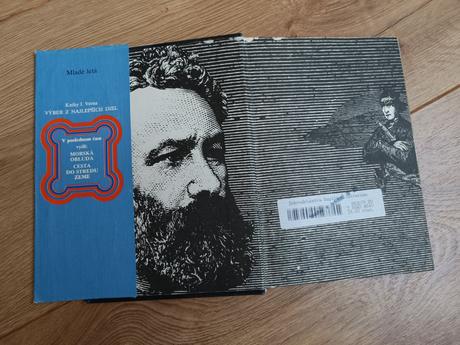 Mladé letá
Knihy J. Verna
VÝBER Z NAJLEPŠÍCH DIEL
V poslednom čase
vyšli:
MORSKÁ
OBLUDA
CESTA
DO STREDU
ZEME